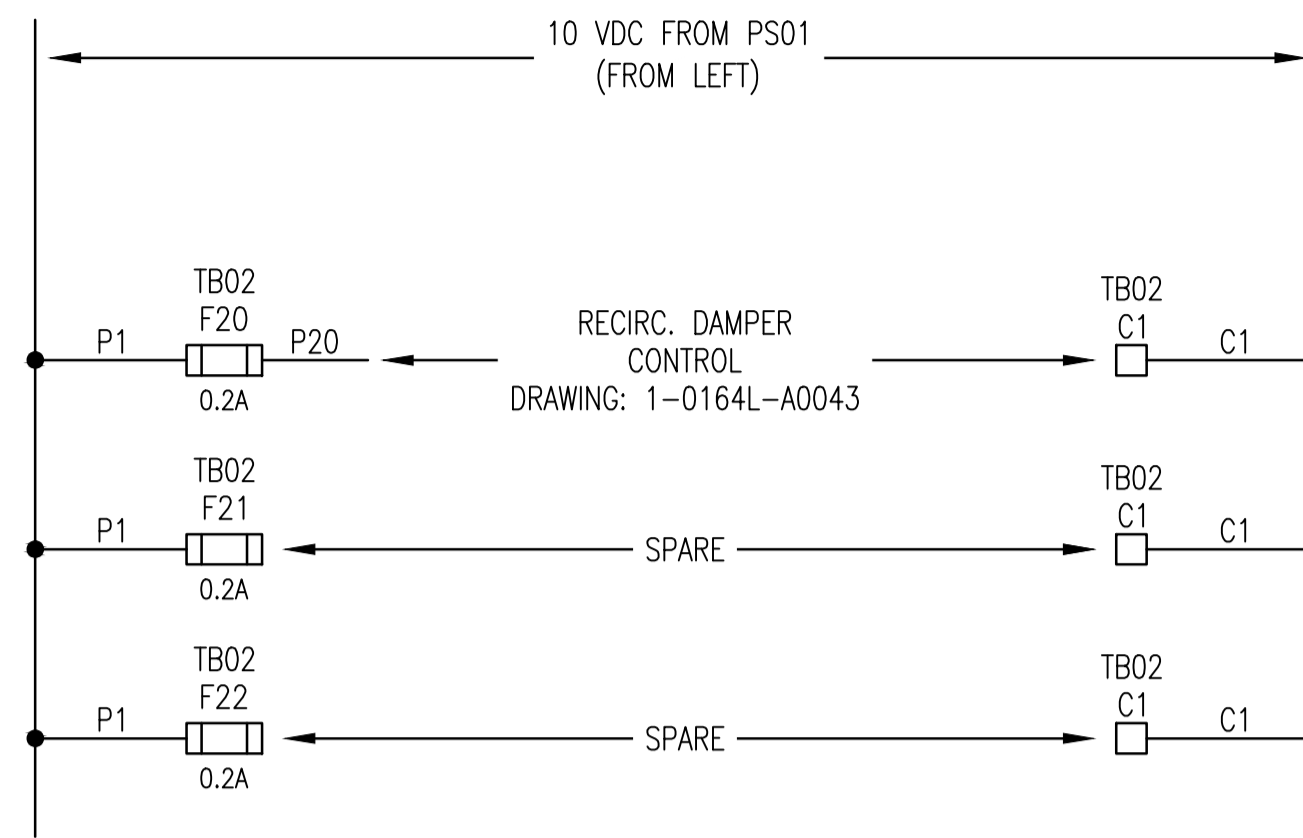 10 VDC FROM PS01
(FROM LEFT)
TB02
F20
P1
P20
0.2A
RECIRC. DAMPER
CONTROL
DRAWING: 1-0164L-A0043
TB02
C1
C1
TB02
F21
P1
0.2A
SPARE
TB02
C1
C1
TB02
F22
P1
0.2A
SPARE
TB02
C1
C1